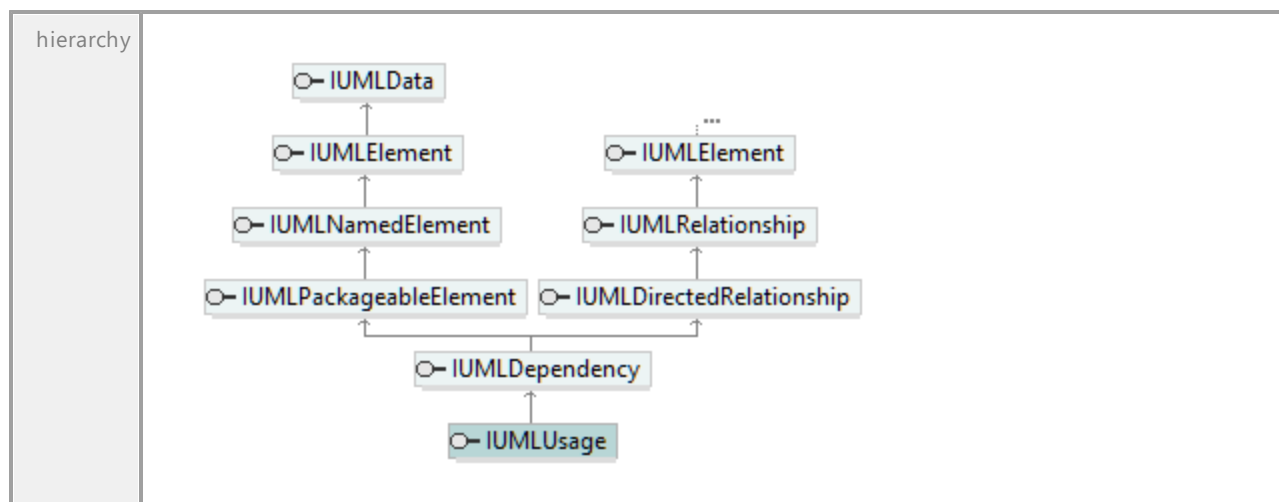 hierarchy
IUMLData
...
IUMLElement IUMLElement
IUMLNamedElement IUMLRelationship
IUMLPackageableElement IUMLDirectedRelationship
IUMLDependency
IUMLUsage